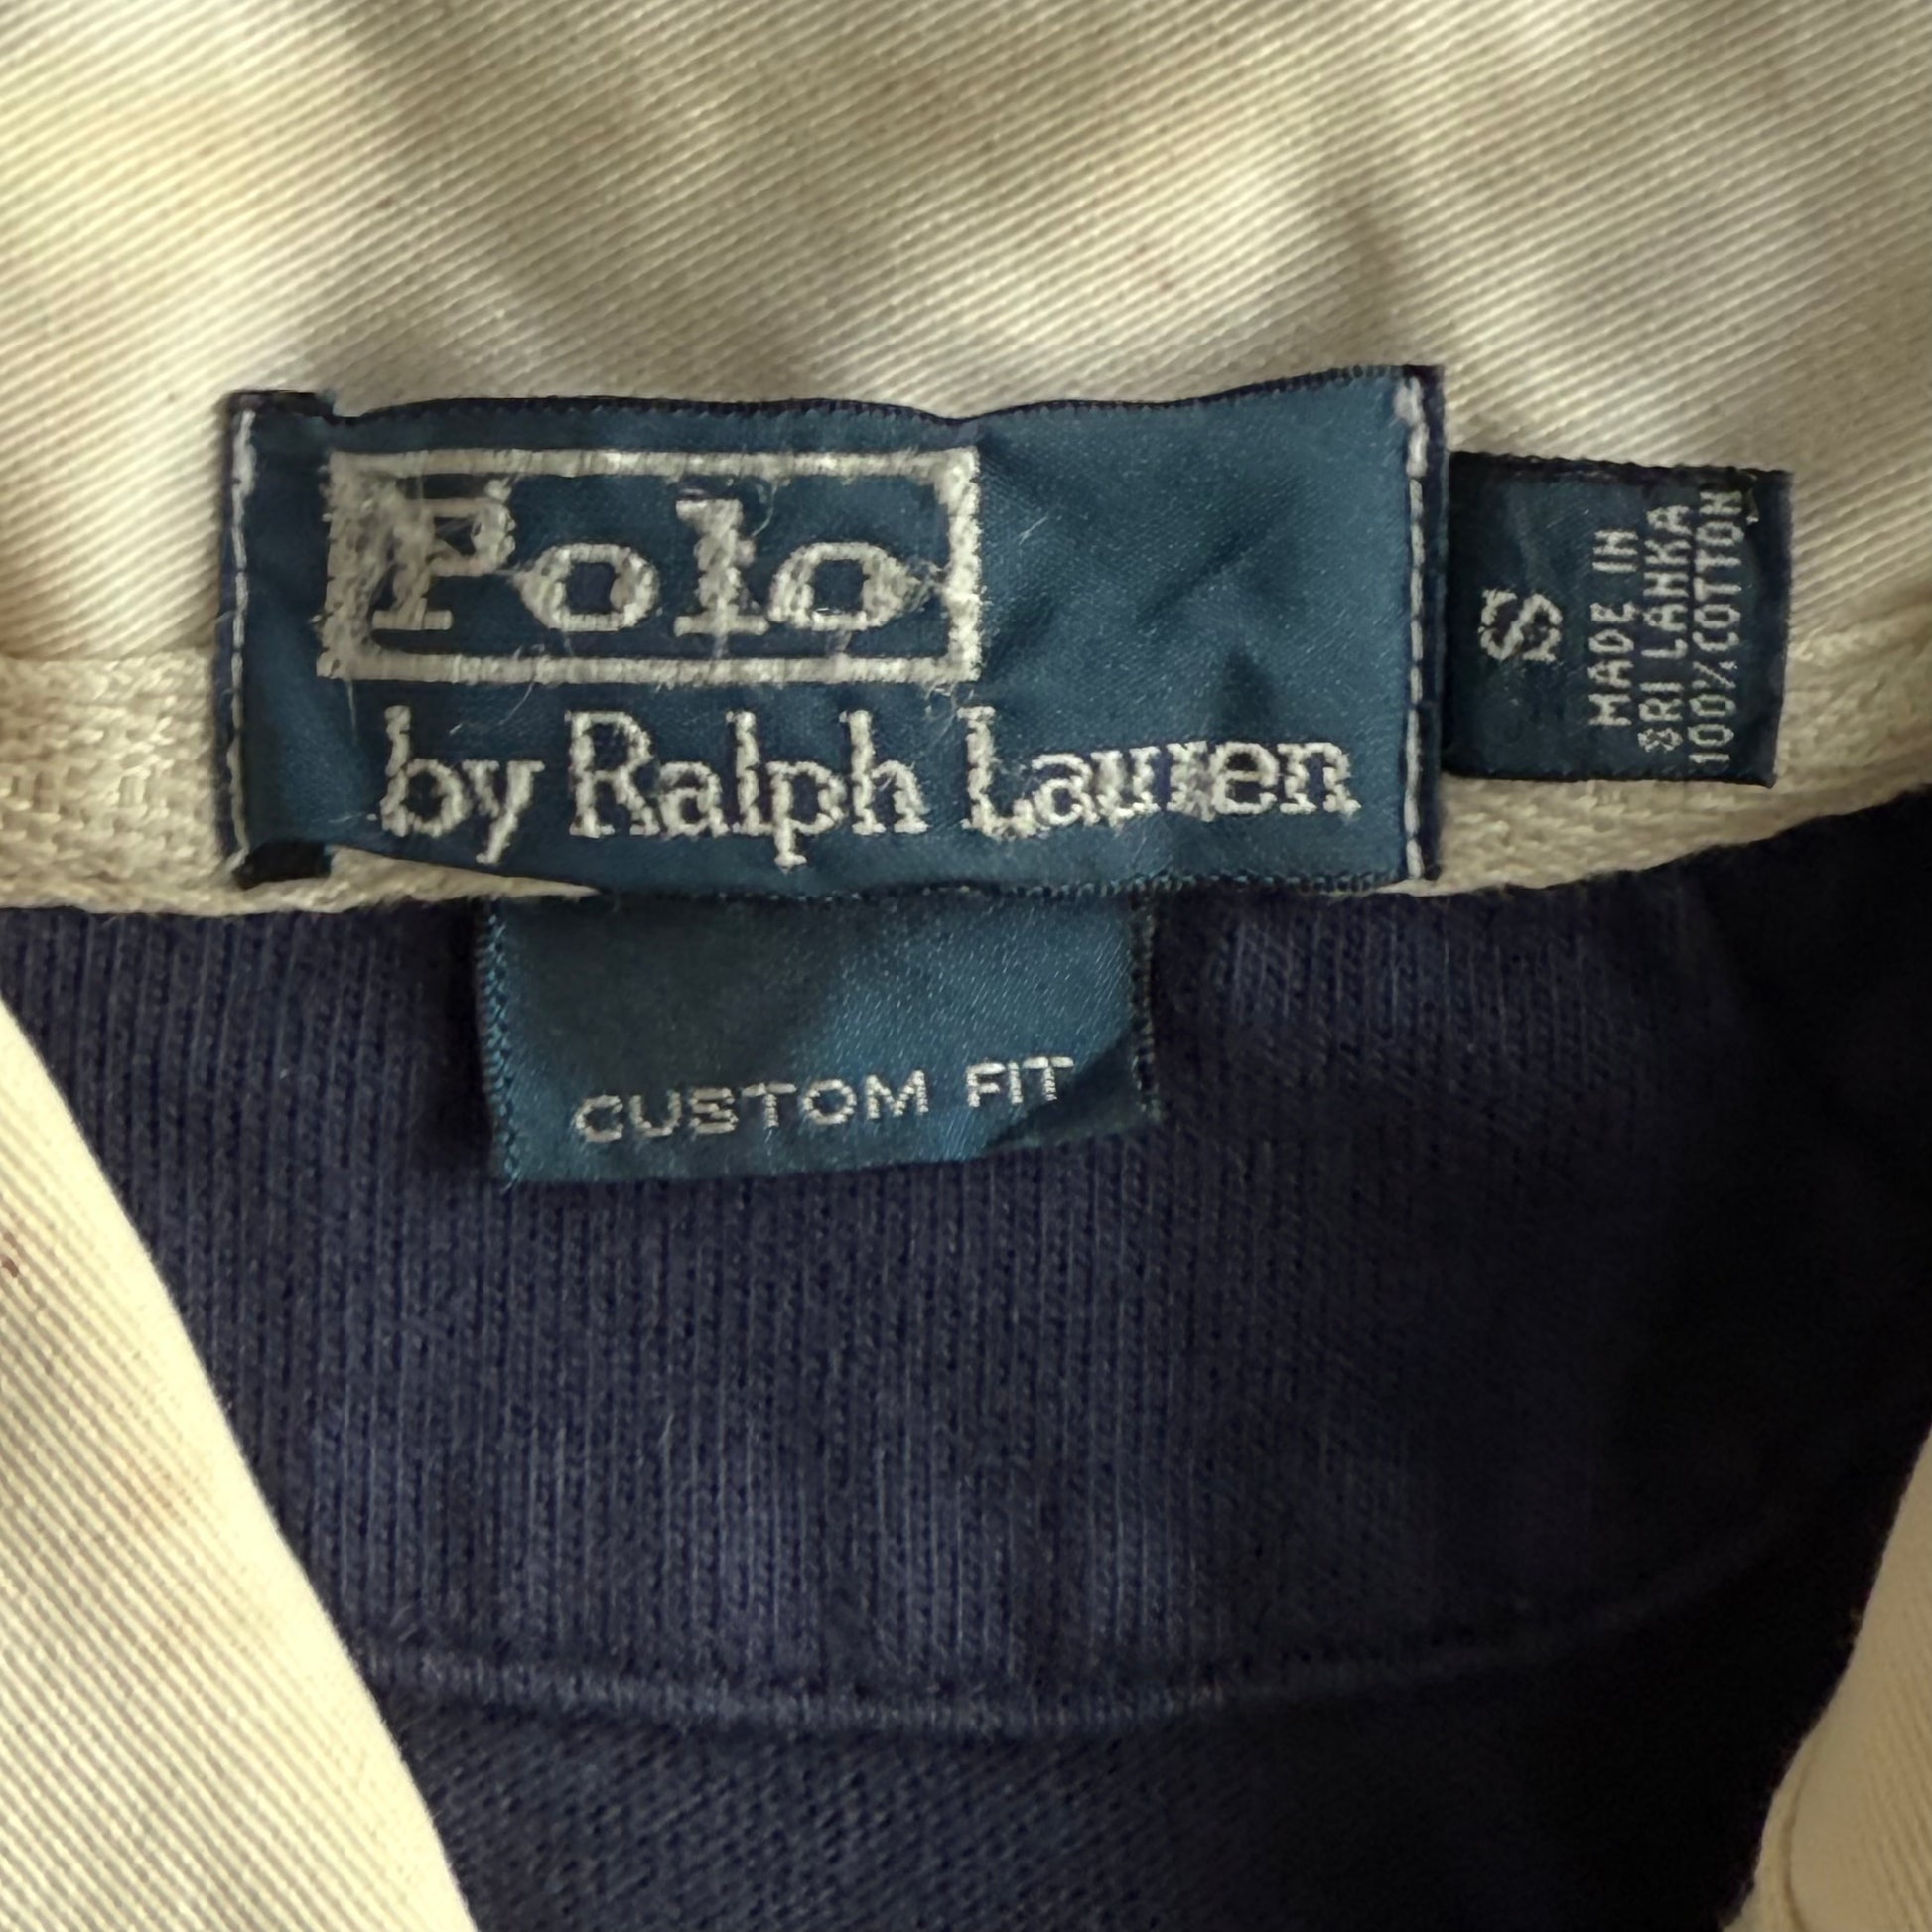 Polo
by Ralph Lauren
S
MADE IN
SRI LANKA
100% COTTON
CUSTOM FIT